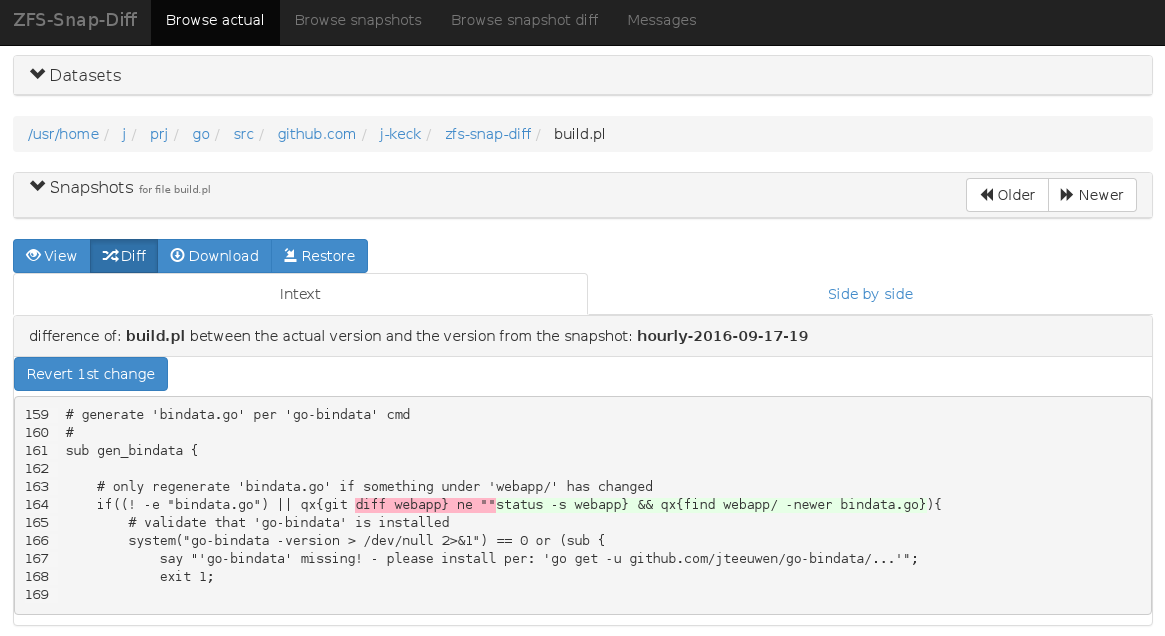 ZFS-Snap-Diff Browse actual Browse snapshots Browse snapshot diff Messages
Datasets
/usr/home / j / prj / go / src / github.com / j-keck / zfs-snap-diff / build.pl
Snapshots for file build.pl Older Newer
View Diff Download Restore
Intext Side by side
difference of: build.pl between the actual version and the version from the snapshot: hourly-2016-09-17-19
Revert 1st change
159 # generate 'bindata.go' per 'go-bindata' cmd
160 #
161 sub gen_bindata {
162
163     # only regenerate 'bindata.go' if something under 'webapp/' has changed
164     if((! -e "bindata.go") || qx{git diff webapp} ne ""status -s webapp} && qx{find webapp/ -newer bindata.go}){
165         # validate that 'go-bindata' is installed
166         system("go-bindata -version > /dev/null 2>&1") == 0 or (sub {
167             say "'go-bindata' missing! - please install per: 'go get -u github.com/jteeuwen/go-bindata/...'";
168             exit 1;
169